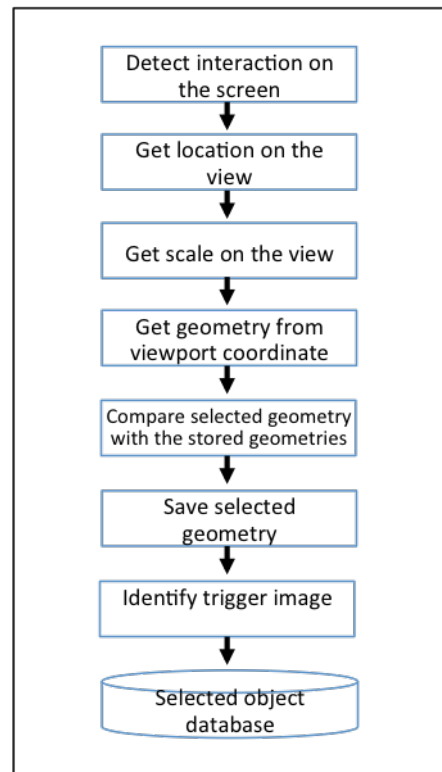 Detect interaction on
the screen
Get location on the
view
Get scale on the view
Get geometry from
viewport coordinate
Compare selected geometry
with the stored geometries
Save selected
geometry
Identify trigger image
Selected object
database